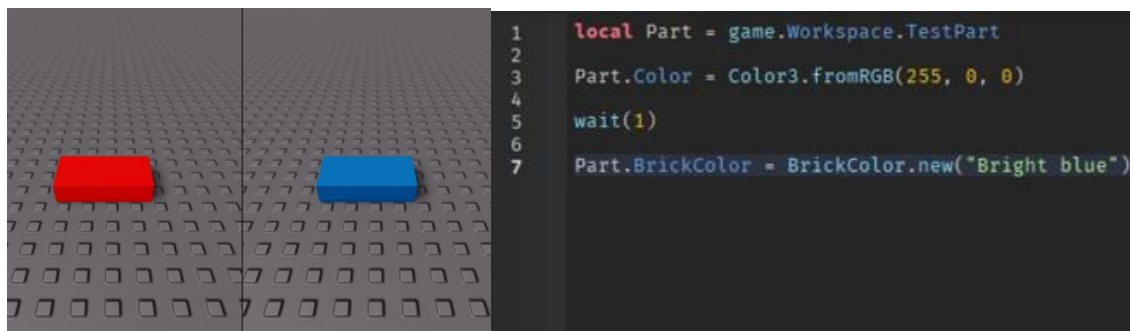 1 local Part = game.Workspace.TestPart
2
3 Part.Color = Color3.fromRGB(255, 0, 0)
4
5 wait(1)
6
7 Part.BrickColor = BrickColor.new("Bright blue")